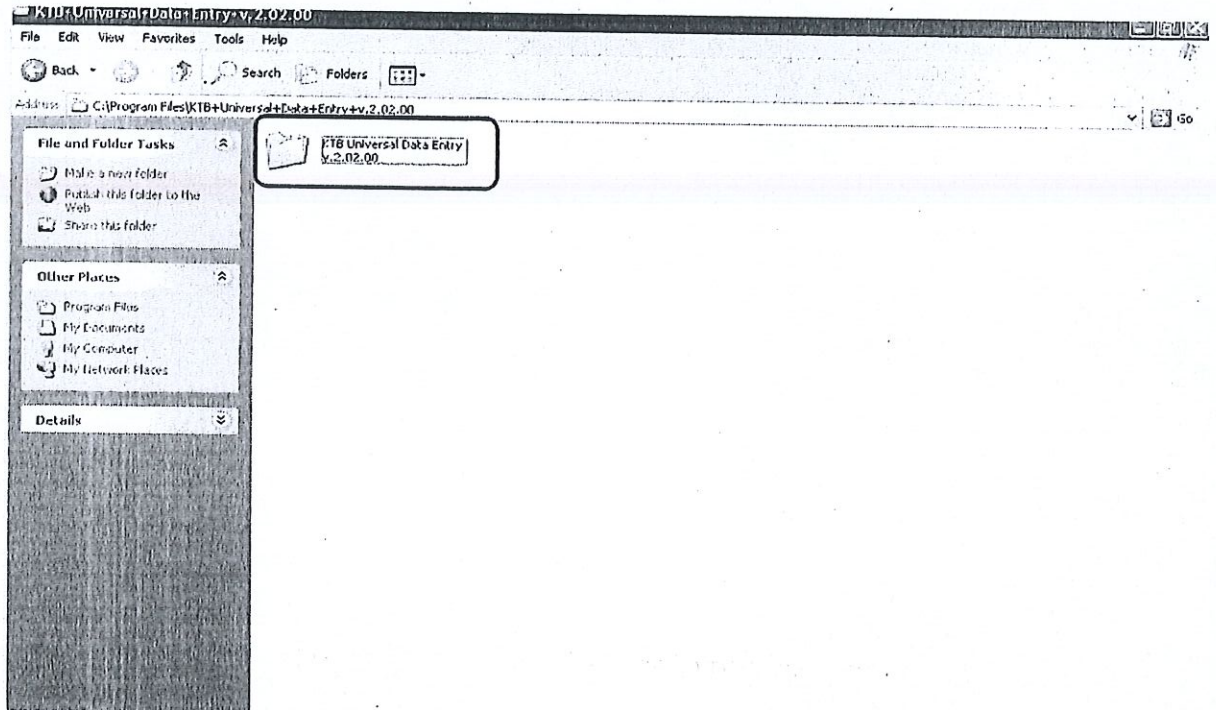 KTB+Universal+Data+Entry+v,2.02.00
File Edit View Favorites Tools Help
Back Search Folders
Address C:\Program Files\KTB+Universal+Data+Entry+v,2.02.00 Go
File and Folder Tasks
KTB Universal Data Entry
v.2.02.00
Make a new folder
Publish this folder to the
Web
Share this folder
Other Places
Program Files
My Documents
My Computer
My Network Places
Details